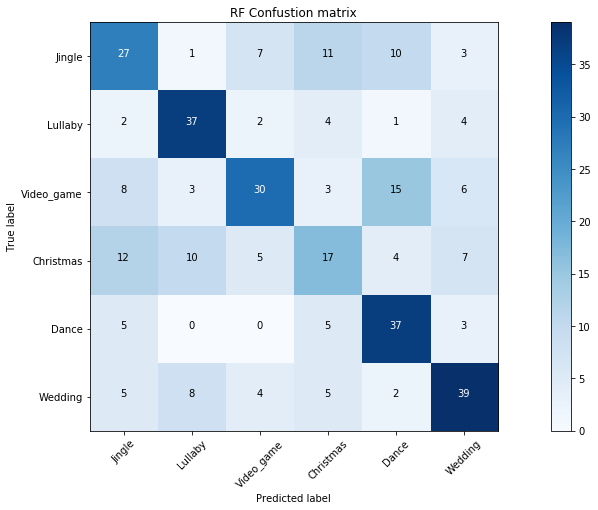 RF Confustion matrix
Jingle 27 1 7 11 10 3
Lullaby 2 37 2 4 1 4
Video_game 8 3 30 3 15 6
Christmas 12 10 5 17 4 7
Dance 5 0 0 5 37 3
Wedding 5 8 4 5 2 39
True label
Jingle Lullaby Video_game Christmas Dance Wedding
Predicted label
35
30
25
20
15
10
5
0